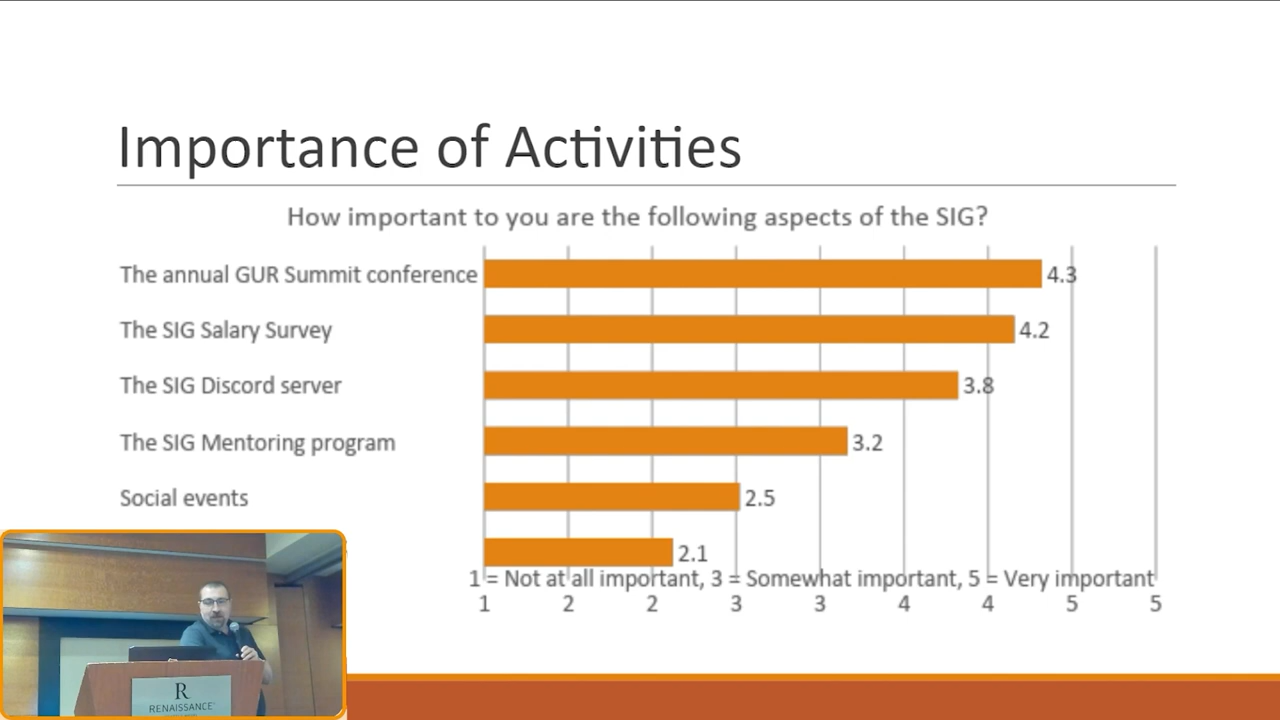 Importance of Activities
How important to you are the following aspects of the SIG?
The annual GUR Summit conference 4.3
The SIG Salary Survey 4.2
The SIG Discord server 3.8
The SIG Mentoring program 3.2
Social events 2.5
2.1
1 = Not at all important, 3 = Somewhat important, 5 = Very important
1 2 2 3 3 4 4 5 5
R
RENAISSANCE